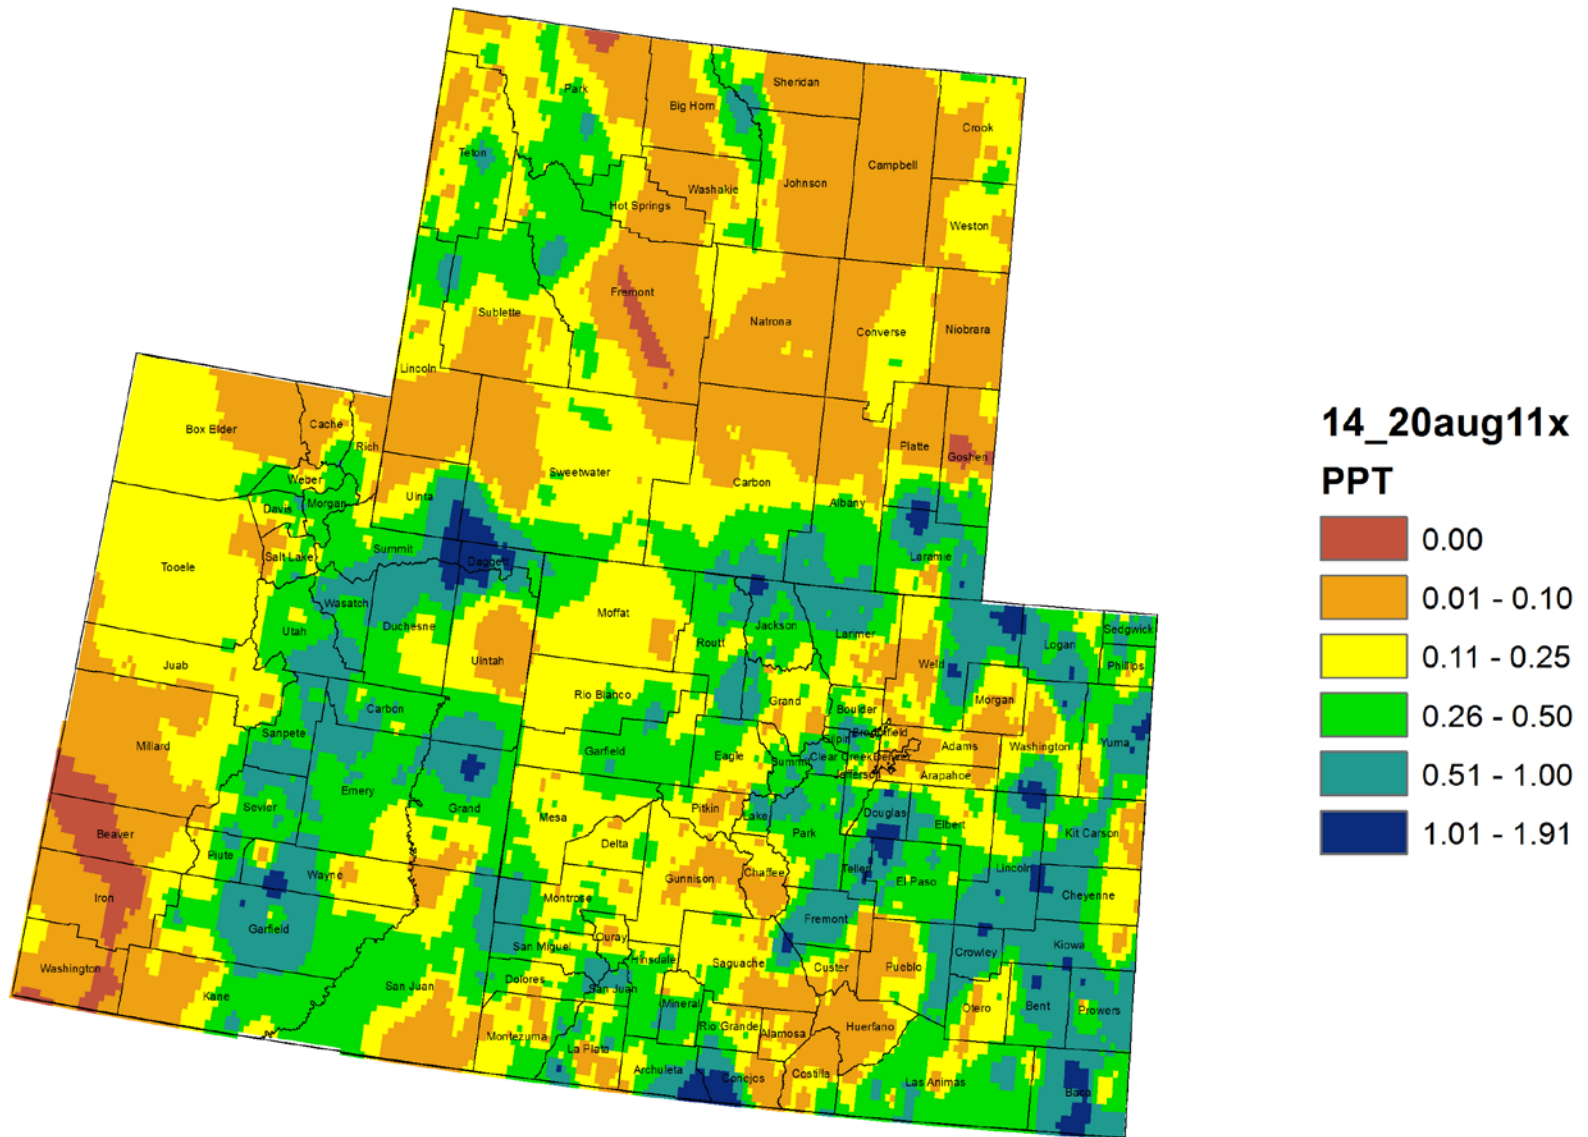 Sheridan
Park
Big Horn
Crook
Teton
Campbell
Johnson
Washakie
Hot Springs
Weston
Fremont
Sublette
Natrona
Converse
Niobrara
Lincoln
Cache
Box Elder
Rich
Platte
Goshen
Sweetwater
Weber
Carbon
Uinta
Morgan
Albany
Davis
Summit
Salt Lake
Laramie
Daggett
Tooele
Wasatch
Moffat
Duchesne
Jackson
Utah
Larimer
Sedgwick
Routt
Logan
Uintah
Weld
Juab
Phillips
Rio Blanco
Grand
Morgan
Carbon
Boulder
Sanpete
Broomfield
Gilpin
Millard
Garfield
Eagle
Clear Creek
Denver
Adams
Washington
Yuma
Summit
Jefferson
Arapahoe
Emery
Sevier
Grand
Mesa
Pitkin
Lake
Douglas
Elbert
Beaver
Park
Kit Carson
Delta
Piute
Wayne
Gunnison
Chaffee
Teller
El Paso
Lincoln
Iron
Montrose
Cheyenne
Garfield
Fremont
Ouray
San Miguel
Kiowa
Crowley
Hinsdale
Saguache
Washington
Custer
Pueblo
Dolores
San Juan
San Juan
Kane
Mineral
Otero
Bent
Prowers
Rio Grande
Alamosa
Huerfano
Montezuma
La Plata
Archuleta
Conejos
Costilla
Las Animas
Baca
14_20aug11x
PPT
0.00
0.01 - 0.10
0.11 - 0.25
0.26 - 0.50
0.51 - 1.00
1.01 - 1.91